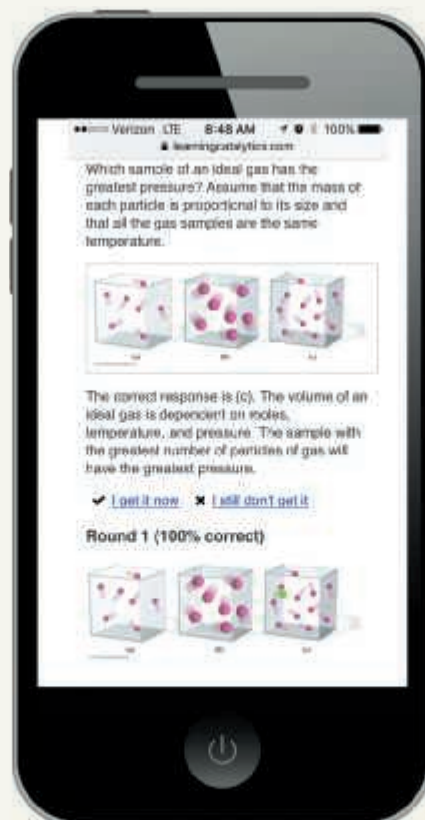 Verizon LTE 8:48 AM 100%
learningcatalytics.com
Which sample of an ideal gas has the
greatest pressure? Assume that the mass of
each particle is proportional to its size and
that all the gas samples are the same
temperature.
(a) (b) (c)
The correct response is (c). The volume of an
ideal gas is dependent on moles,
temperature, and pressure. The sample with
the greatest number of particles of gas will
have the greatest pressure.
✔ I get it now ✖ I still don't get it
Round 1 (100% correct)
(a) (b) (c)